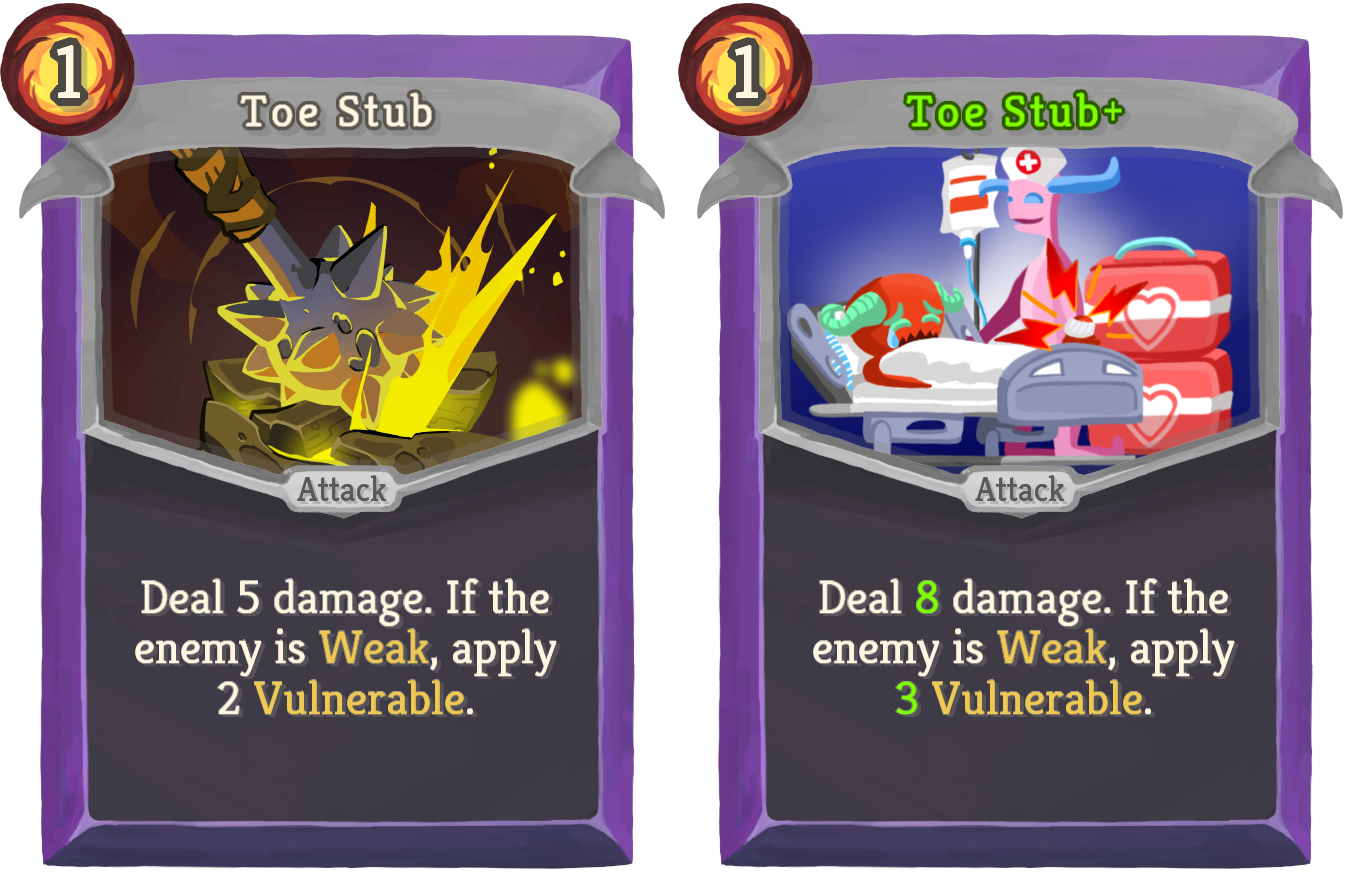 1
Toe Stub
Attack
Deal 5 damage. If the
enemy is Weak, apply
2 Vulnerable.
1
Toe Stub+
Attack
Deal 8 damage. If the
enemy is Weak, apply
3 Vulnerable.